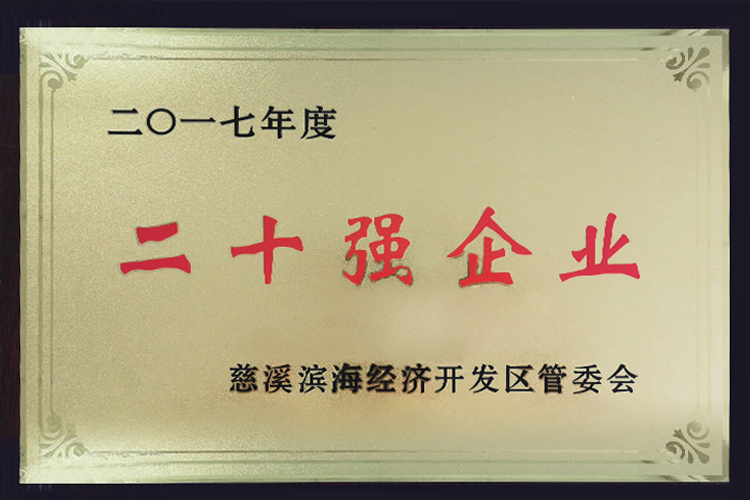 二〇一七年度
二十强企业
慈溪滨海经济开发区管委会